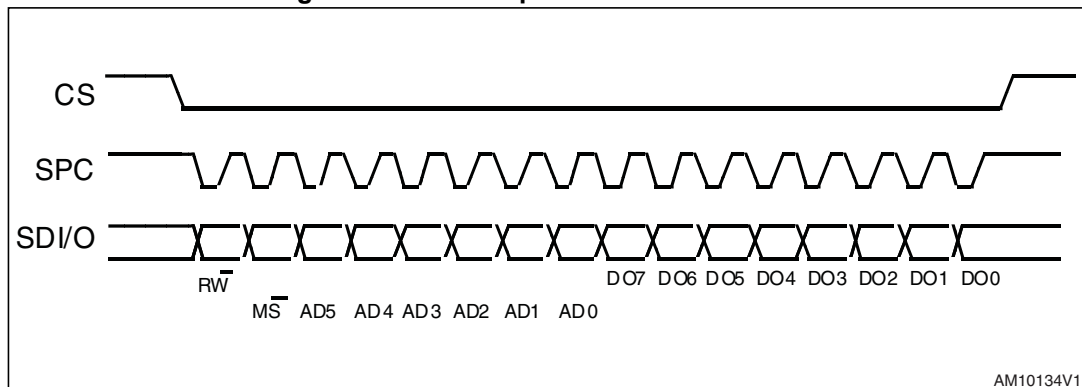 CS
SPC
SDI/O
RW
DO7 DO6 DO5 DO4 DO3 DO2 DO1 DO0
MS AD5 AD4 AD3 AD2 AD1 AD0
AM10134V1